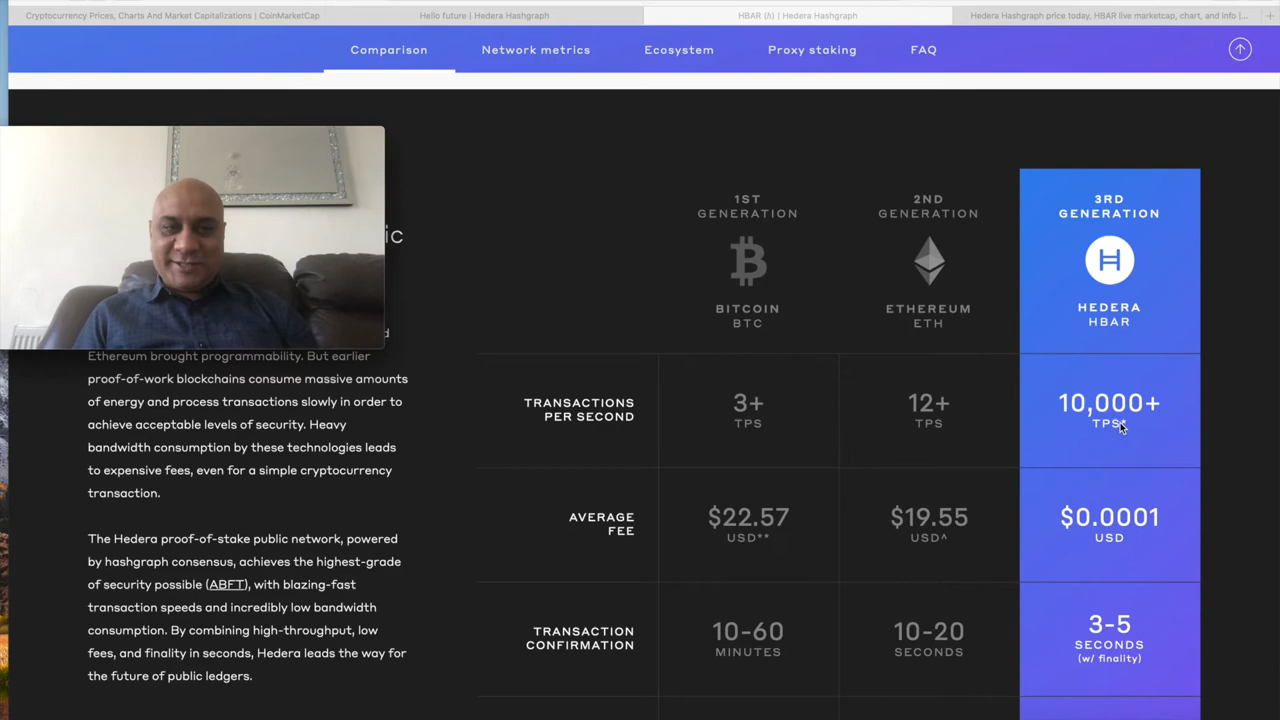 Cryptocurrency Prices, Charts And Market Capitalizations | CoinMarketCap
Hello future | Hedera Hashgraph
HBAR (ℏ) | Hedera Hashgraph
Hedera Hashgraph price today, HBAR live marketcap, chart, and info |...
Comparison
Network metrics
Ecosystem
Proxy staking
FAQ
ic
d
Ethereum brought programmability. But earlier
proof-of-work blockchains consume massive amounts
of energy and process transactions slowly in order to
achieve acceptable levels of security. Heavy
bandwidth consumption by these technologies leads
to expensive fees, even for a simple cryptocurrency
transaction.
The Hedera proof-of-stake public network, powered
by hashgraph consensus, achieves the highest-grade
of security possible (ABFT), with blazing-fast
transaction speeds and incredibly low bandwidth
consumption. By combining high-throughput, low
fees, and finality in seconds, Hedera leads the way for
the future of public ledgers.
1ST
GENERATION
BITCOIN
BTC
2ND
GENERATION
ETHEREUM
ETH
3RD
GENERATION
HEDERA
HBAR
TRANSACTIONS
PER SECOND
3+
TPS
12+
TPS
10,000+
TPS*
AVERAGE
FEE
$22.57
USD**
$19.55
USD^
$0.0001
USD
TRANSACTION
CONFIRMATION
10-60
MINUTES
10-20
SECONDS
3-5
SECONDS
(w/ finality)